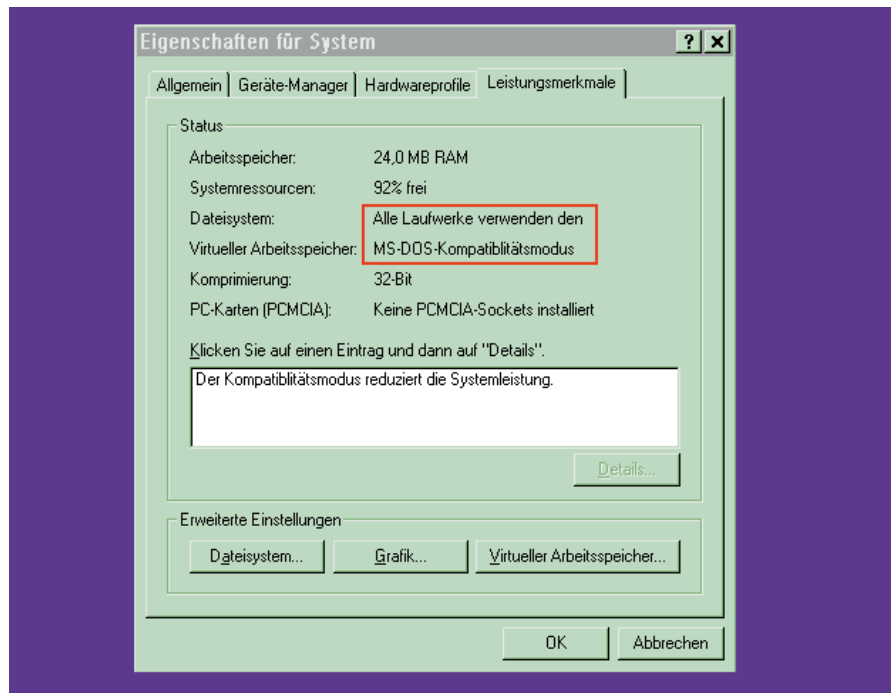 Eigenschaften für System
Allgemein Geräte-Manager Hardwareprofile Leistungsmerkmale
Status
Arbeitsspeicher: 24,0 MB RAM
Systemressourcen: 92% frei
Dateisystem: Alle Laufwerke verwenden den
Virtueller Arbeitsspeicher: MS-DOS-Kompatiblitätsmodus
Komprimierung: 32-Bit
PC-Karten (PCMCIA): Keine PCMCIA-Sockets installiert
Klicken Sie auf einen Eintrag und dann auf "Details".
Der Kompatiblitätsmodus reduziert die Systemleistung.
Details...
Erweiterte Einstellungen
Dateisystem... Grafik... Virtueller Arbeitsspeicher...
OK Abbrechen